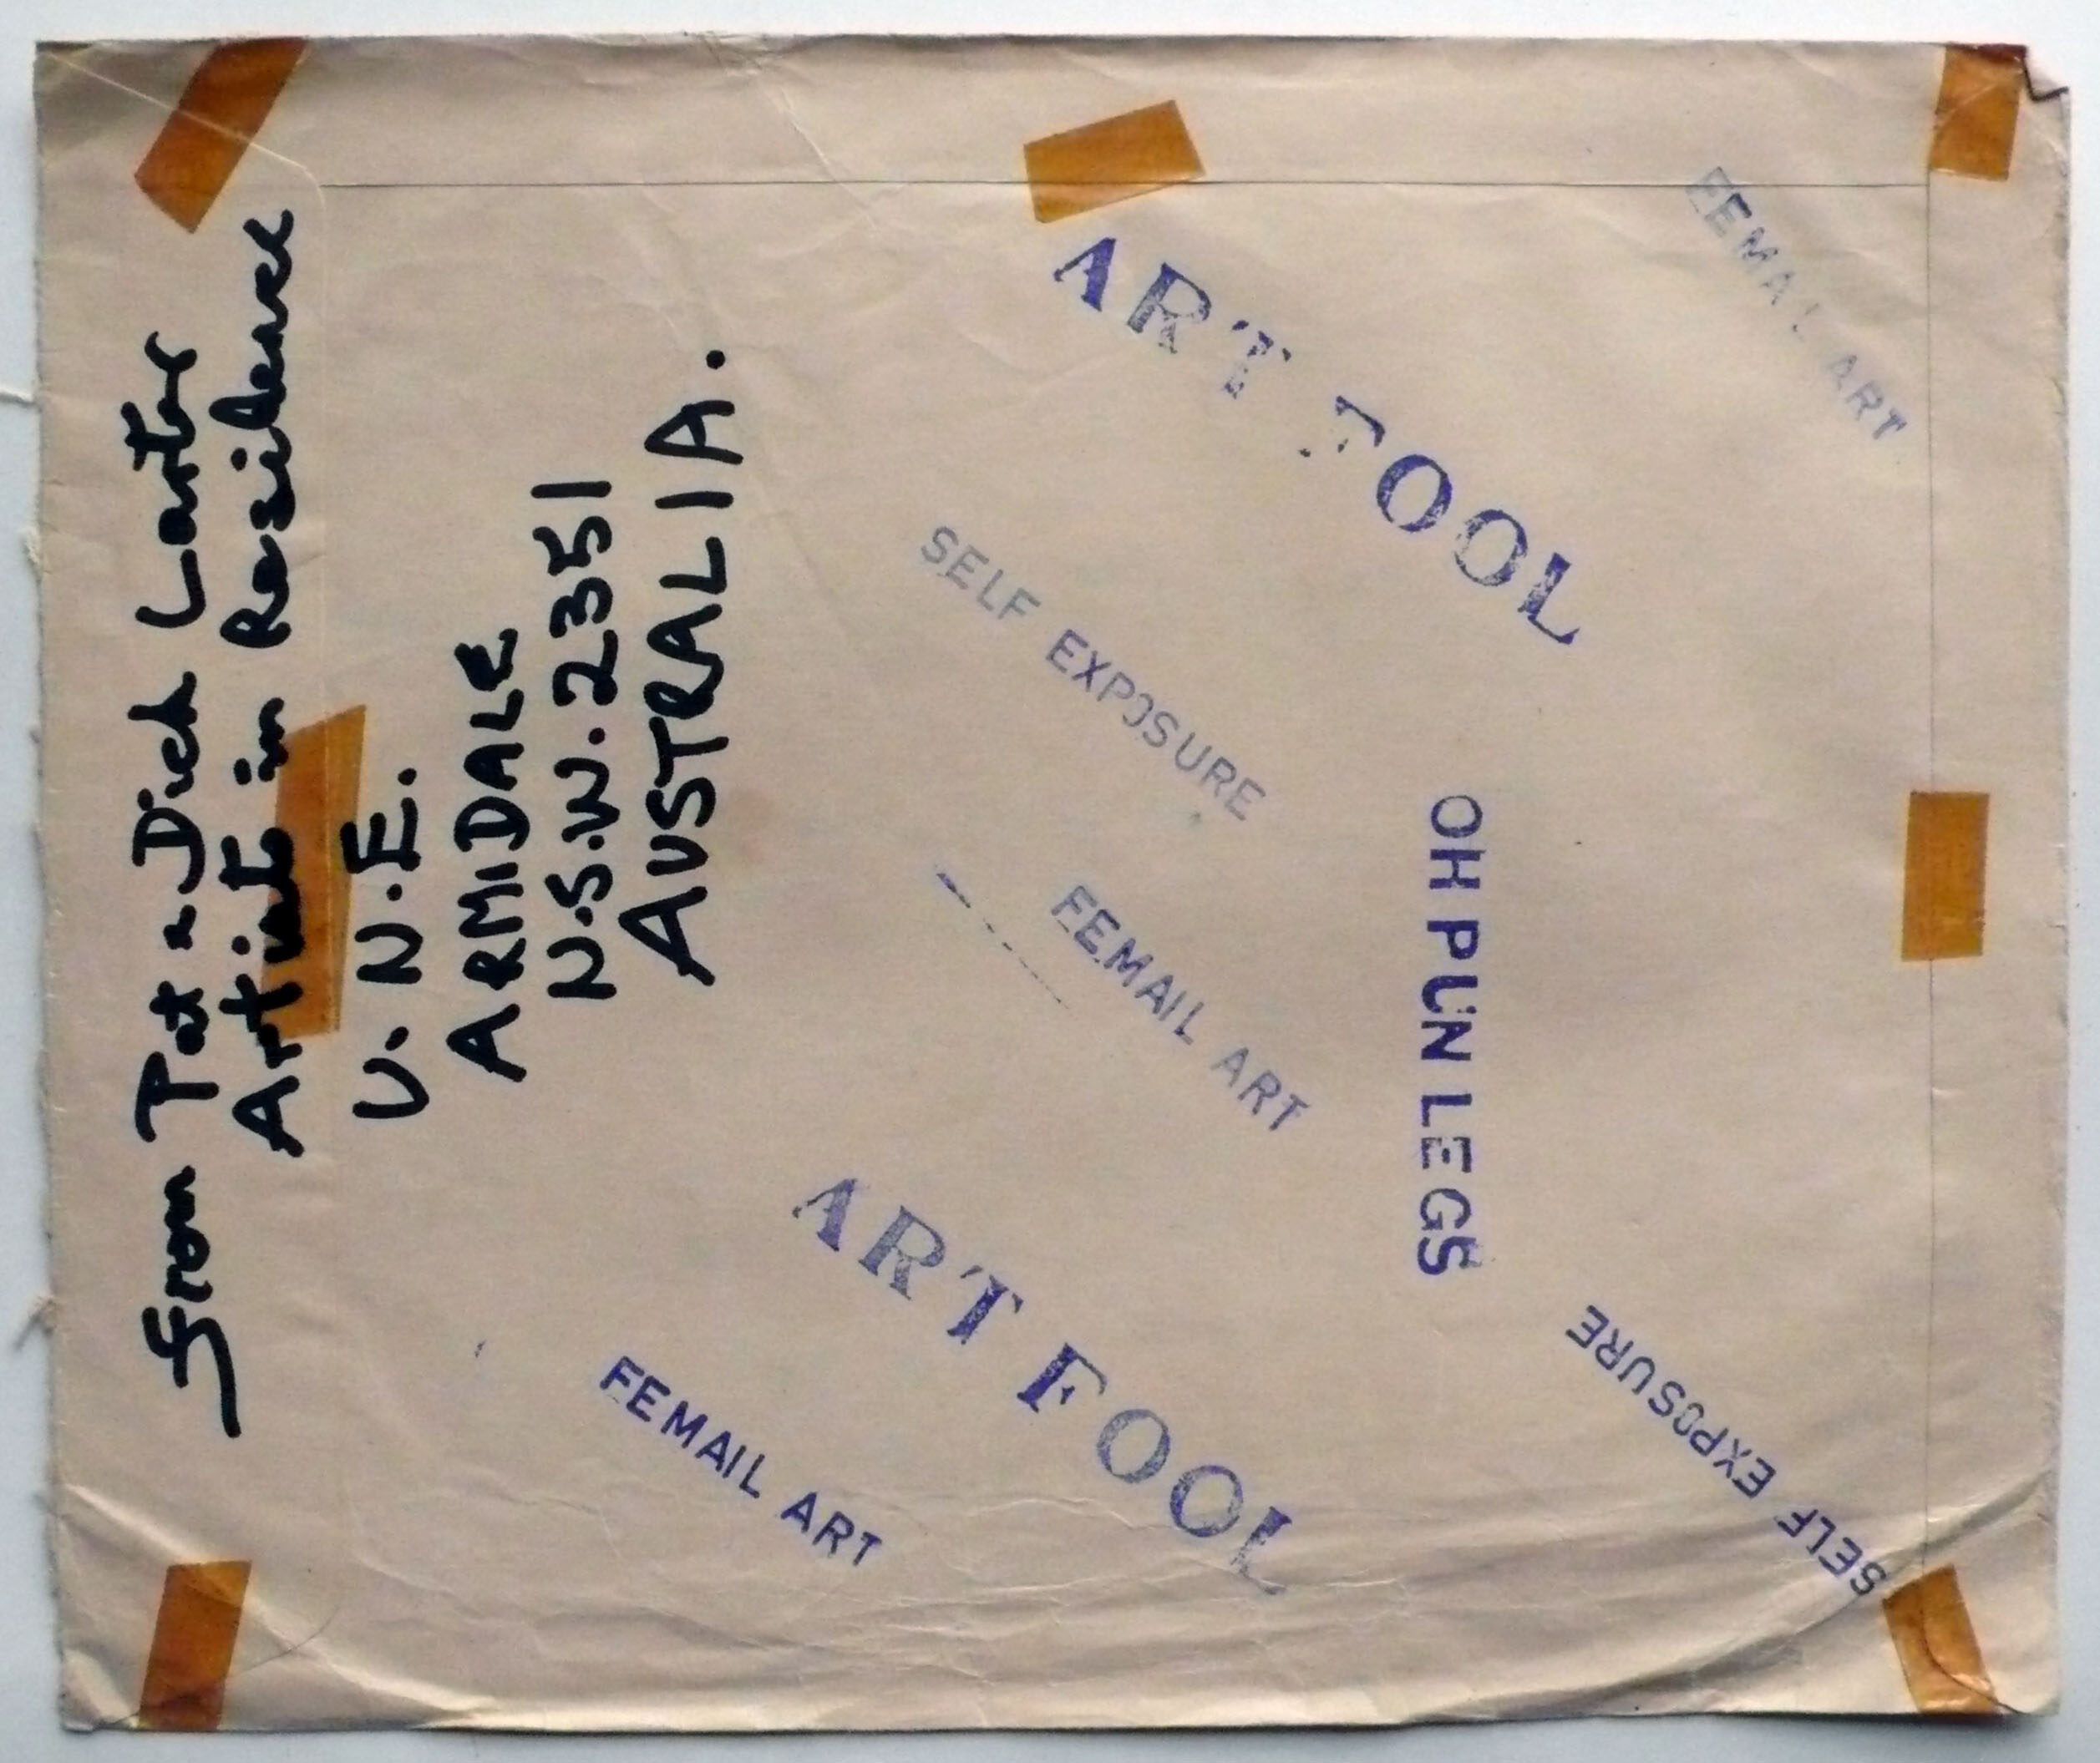 From Pat & Dick Larter
Artists in Residence
U.N.E.
ARMIDALE
N.S.W. 2351
AUSTRALIA.
ART FOOL
FEMAIL ART
SELF EXPOSURE
OH PUN LEGS
FEMAIL ART
ART FOOL
FEMAIL ART
SELF EXPOSURE